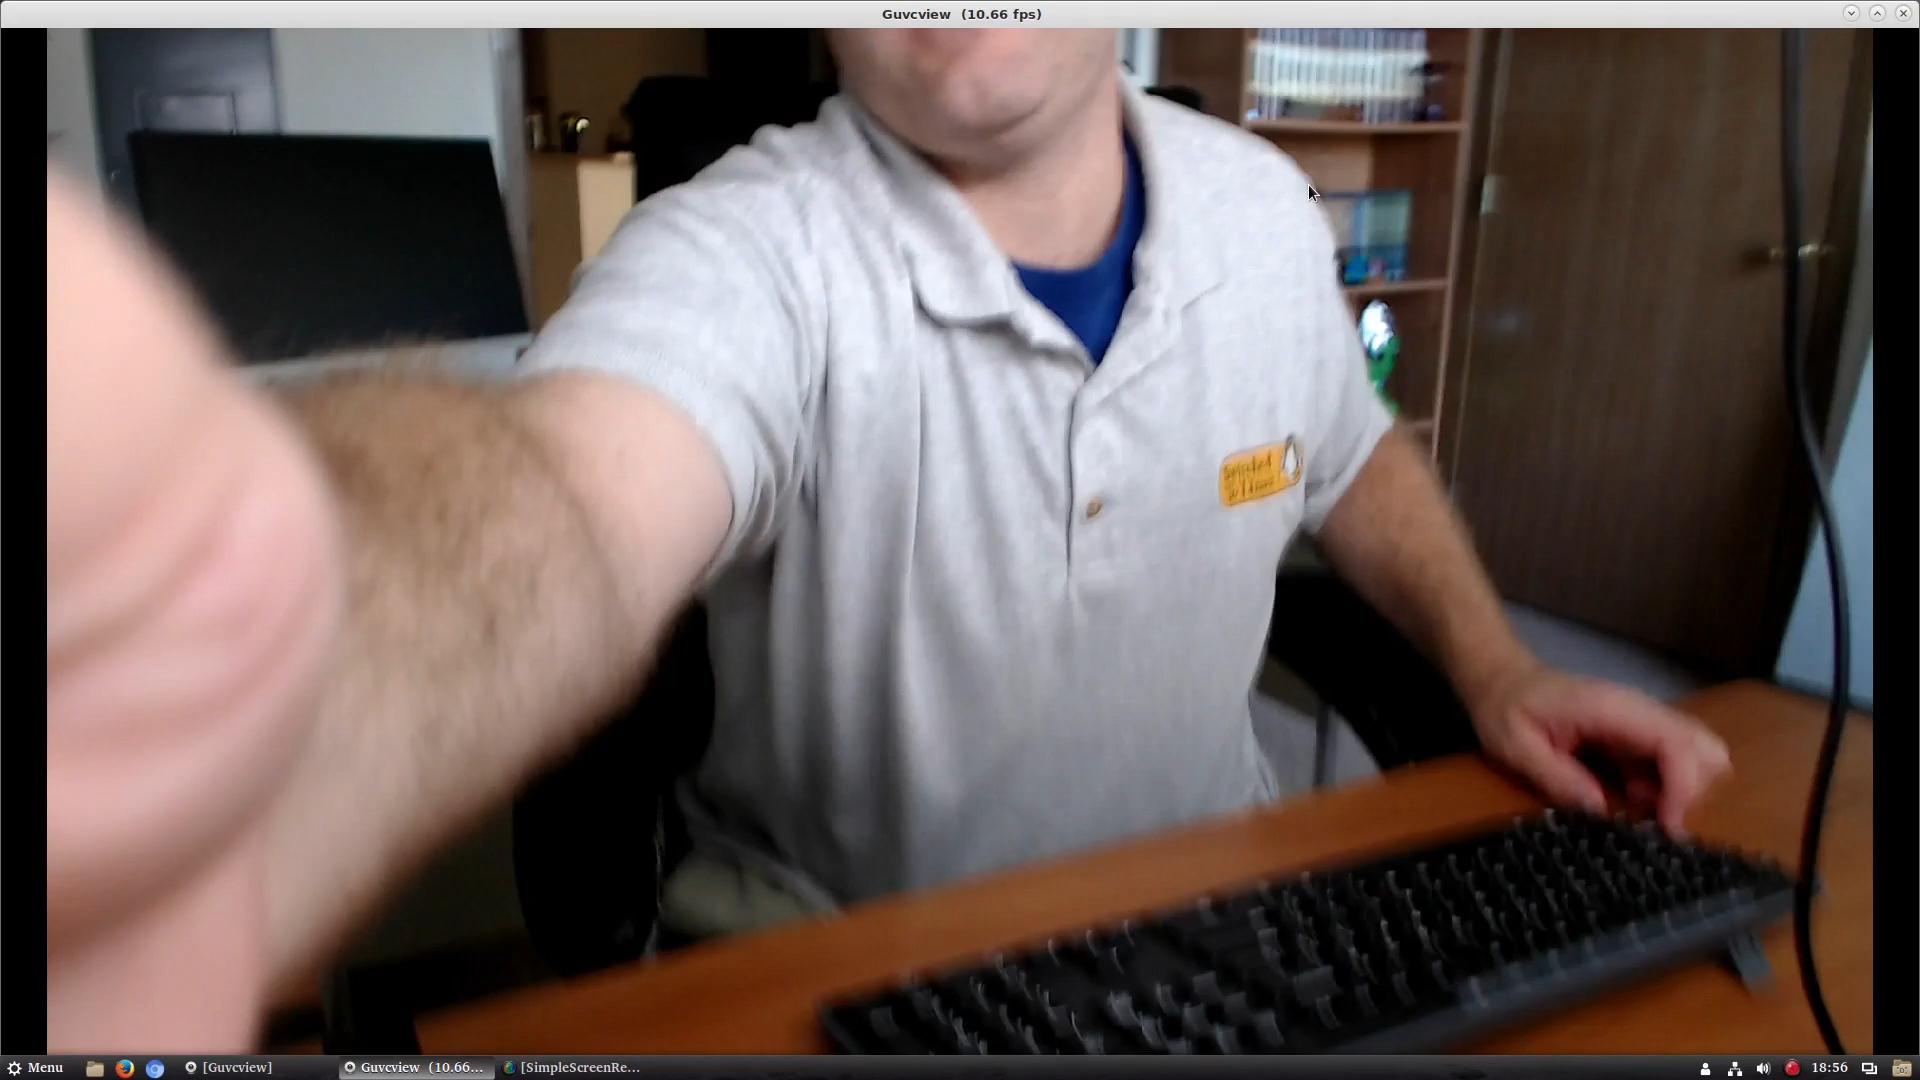 Guvcview (10.66 fps)
Menu
[Guvcview]
Guvcview (10.66...
[SimpleScreenRe...
18:56